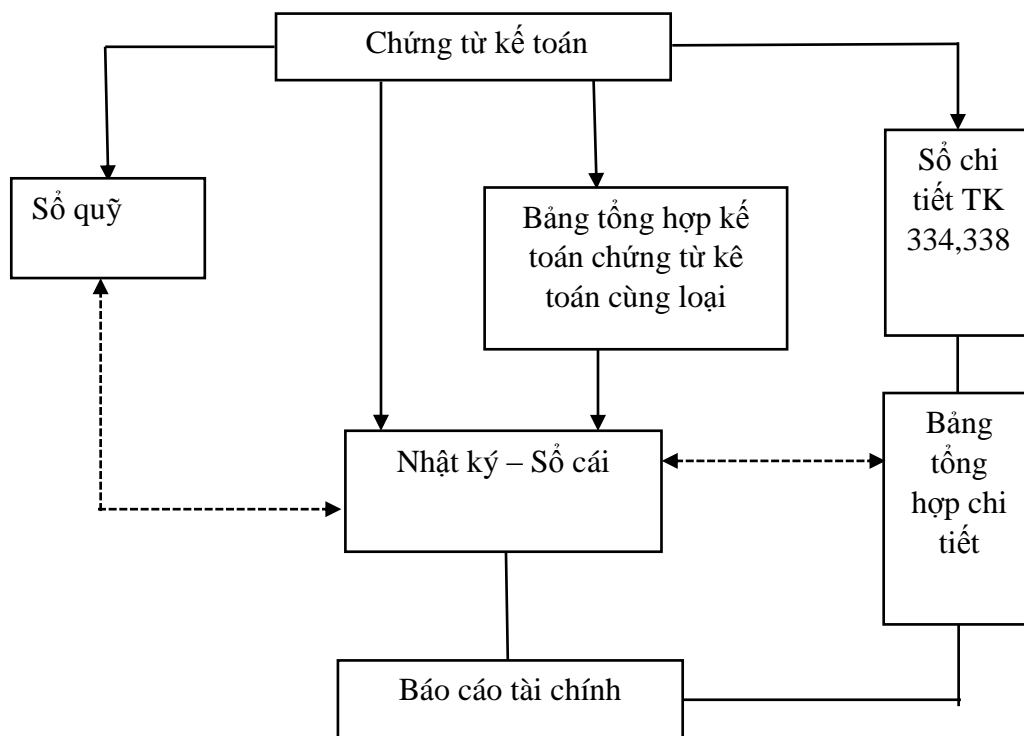 Chứng từ kế toán
Sổ quỹ
Bảng tổng hợp kế
toán chứng từ kê
toán cùng loại
Sổ chi
tiết TK
334,338
Nhật ký – Sổ cái
Bảng
tổng
hợp chi
tiết
Báo cáo tài chính